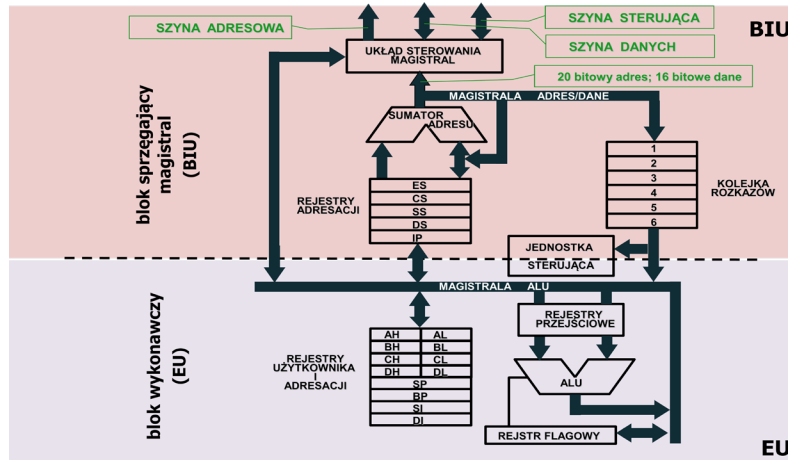 SZYNA ADRESOWA
SZYNA STERUJĄCA
BIU
UKŁAD STEROWANIA
MAGISTRAL
SZYNA DANYCH
20 bitowy adres; 16 bitowe dane
MAGISTRALA ADRES/DANE
SUMATOR
ADRESU
blok sprzęgający
magistral
(BIU)
REJESTRY
ADRESACJI
ES
CS
SS
DS
IP
1
2
3
4
5
6
KOLEJKA
ROZKAZÓW
JEDNOSTKA
STERUJĄCA
MAGISTRALA ALU
blok wykonawczy
(EU)
REJESTRY
UŻYTKOWNIKA
I
ADRESACJI
AH AL
BH BL
CH CL
DH DL
SP
BP
SI
DI
REJESTRY
PRZEJŚCIOWE
ALU
REJSTR FLAGOWY
EU